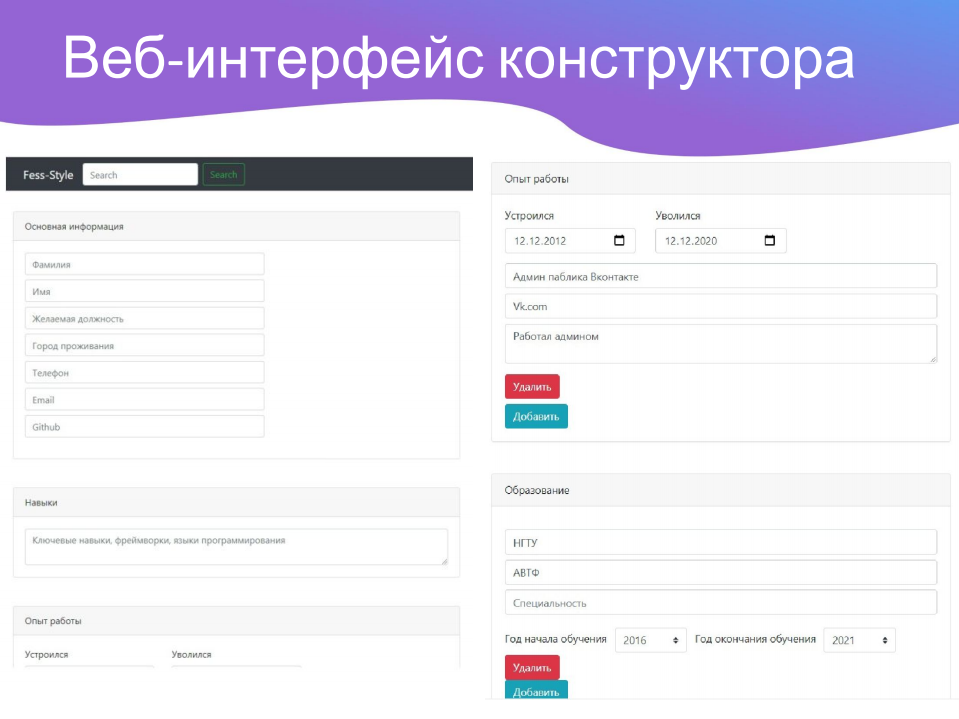 Веб-интерфейс конструктора
Fess-Style Search Search
Основная информация
Фамилия
Имя
Желаемая должность
Город проживания
Телефон
Email
Github
Навыки
Ключевые навыки, фреймворки, языки программирования
Опыт работы
Устроился Уволился
Опыт работы
Устроился Уволился
12.12.2012 12.12.2020
Админ паблика Вконтакте
Vk.com
Работал админом
Удалить
Добавить
Образование
НГТУ
АВТФ
Специальность
Год начала обучения 2016 Год окончания обучения 2021
Удалить
Добавить